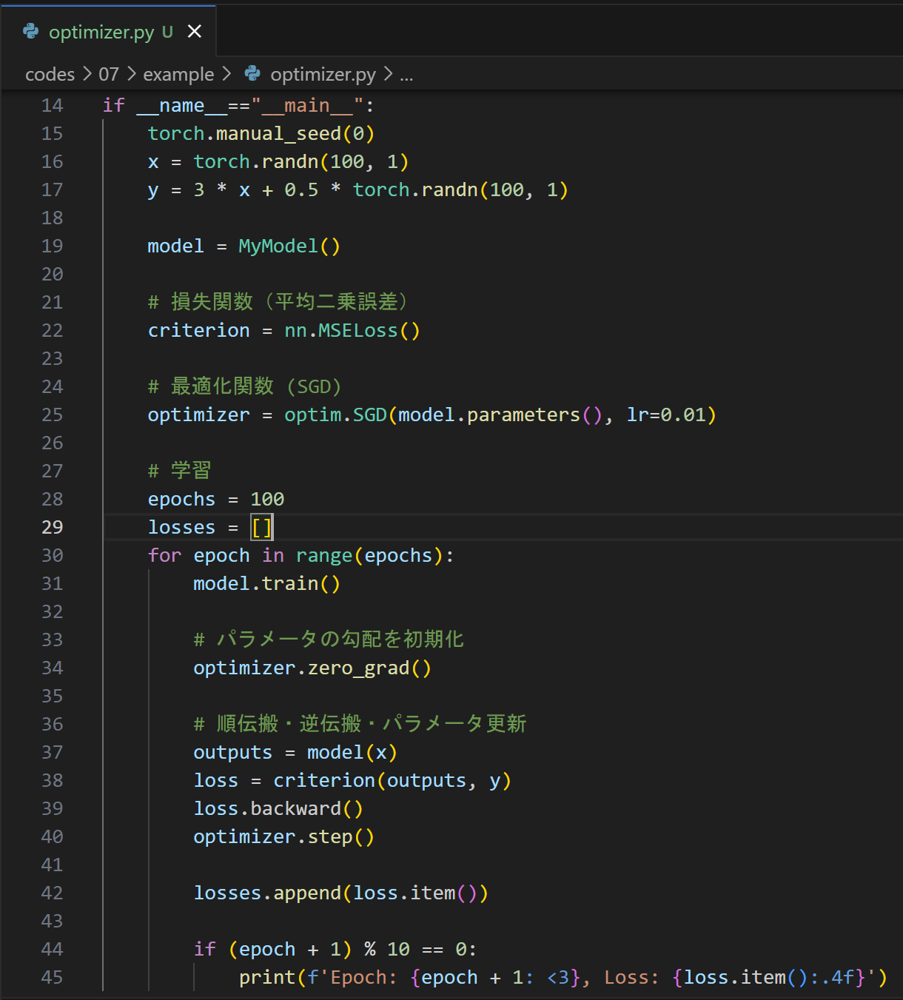 optimizer.py U
codes > 07 > example > optimizer.py > ...
14 if __name__=="__main__":
15 torch.manual_seed(0)
16 x = torch.randn(100, 1)
17 y = 3 * x + 0.5 * torch.randn(100, 1)
18
19 model = MyModel()
20
21 # 損失関数（平均二乗誤差）
22 criterion = nn.MSELoss()
23
24 # 最適化関数 (SGD)
25 optimizer = optim.SGD(model.parameters(), lr=0.01)
26
27 # 学習
28 epochs = 100
29 losses = []
30 for epoch in range(epochs):
31 model.train()
32
33 # パラメータの勾配を初期化
34 optimizer.zero_grad()
35
36 # 順伝搬・逆伝搬・パラメータ更新
37 outputs = model(x)
38 loss = criterion(outputs, y)
39 loss.backward()
40 optimizer.step()
41
42 losses.append(loss.item())
43
44 if (epoch + 1) % 10 == 0:
45 print(f'Epoch: {epoch + 1: <3}, Loss: {loss.item():.4f}')